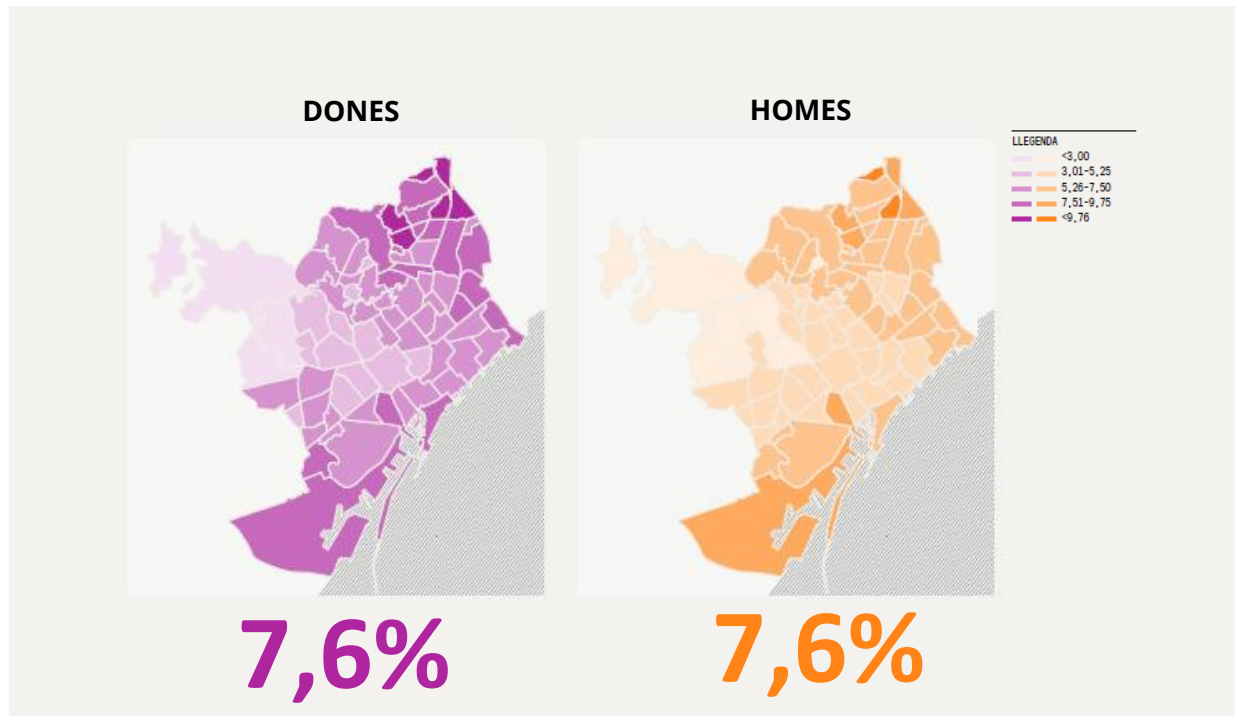 DONES
HOMES
LLEGENDA
<3,00
3,01-5,25
5,26-7,50
7,51-9,75
<9,76
7,6%
7,6%